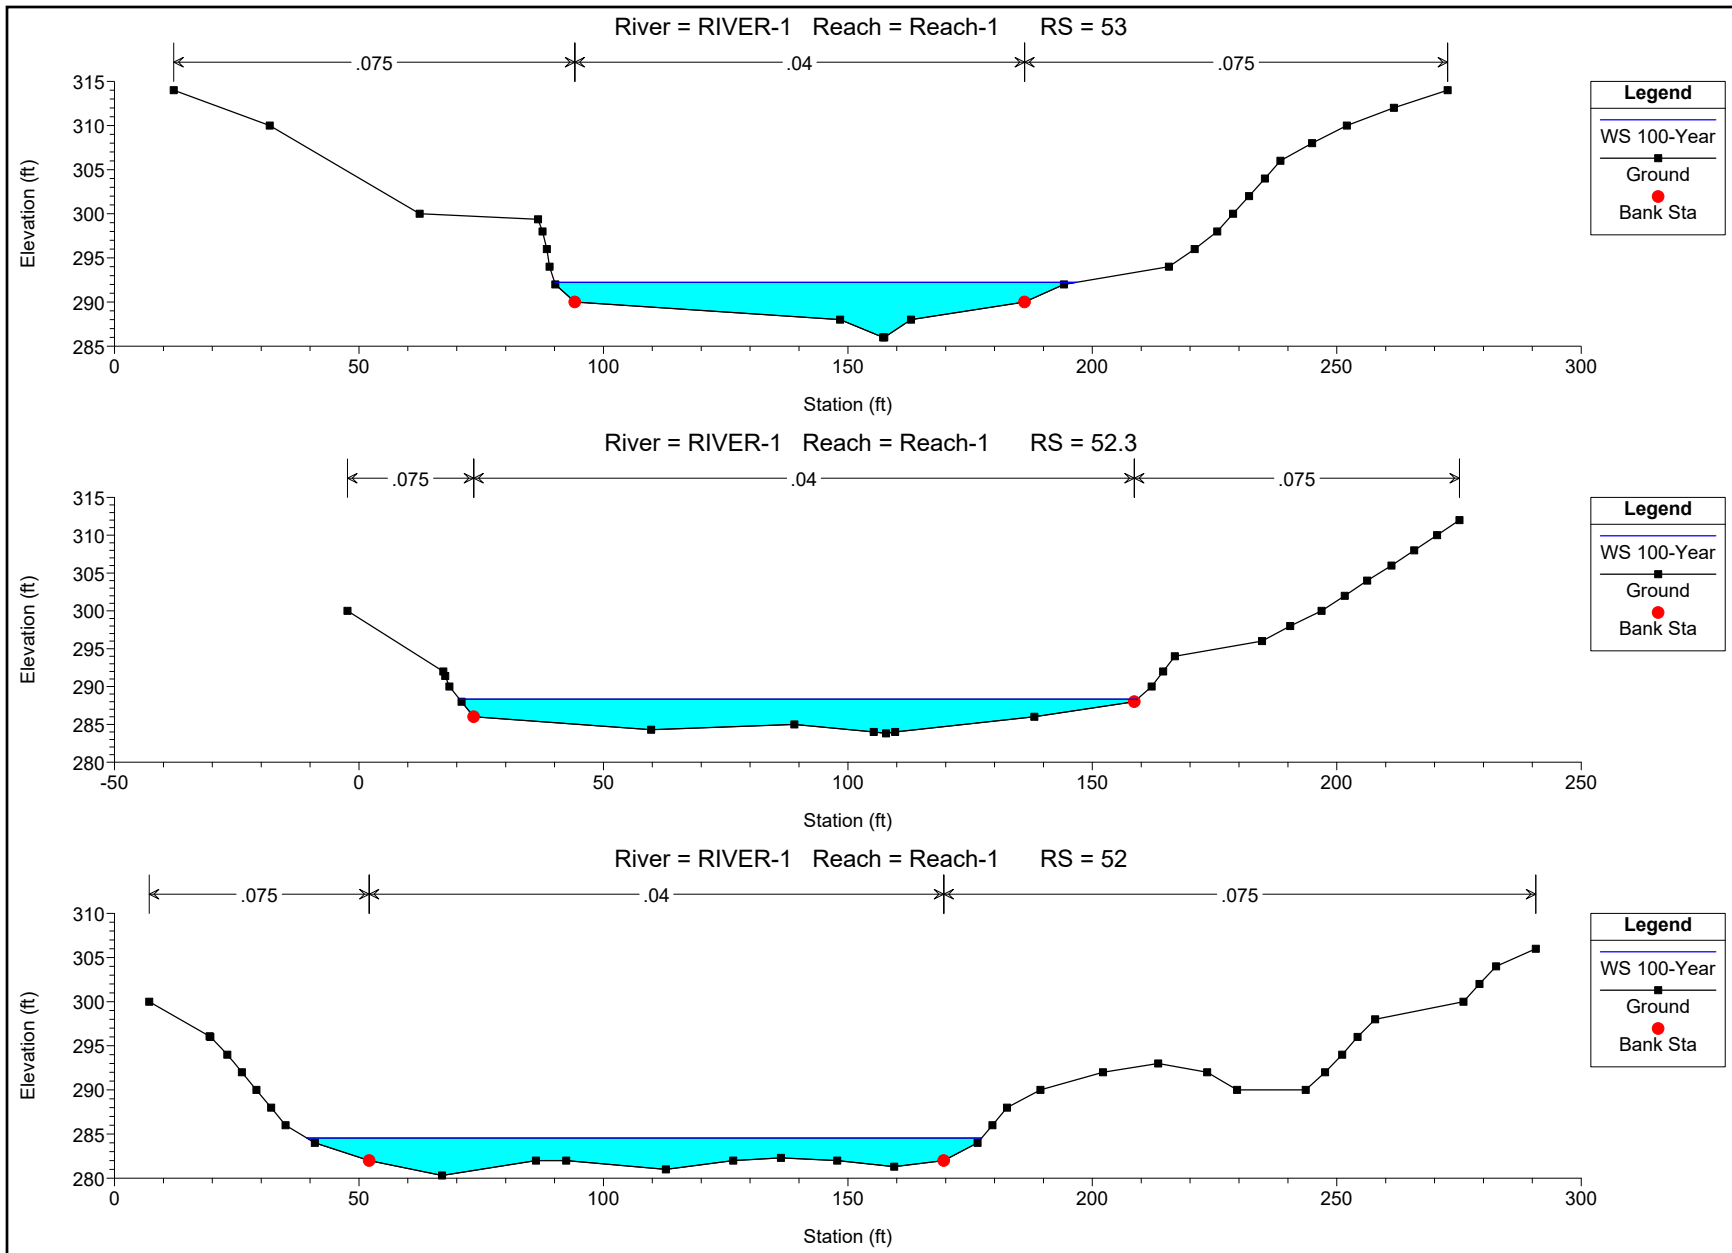 River = RIVER-1 Reach = Reach-1 RS = 53
.075 .04 .075
315
310
305
300
295
290
285
Elevation (ft)
0 50 100 150 200 250 300
Station (ft)
Legend
WS 100-Year
Ground
Bank Sta
River = RIVER-1 Reach = Reach-1 RS = 52.3
.075 .04 .075
315
310
305
300
295
290
285
280
Elevation (ft)
-50 0 50 100 150 200 250
Station (ft)
Legend
WS 100-Year
Ground
Bank Sta
River = RIVER-1 Reach = Reach-1 RS = 52
.075 .04 .075
310
305
300
295
290
285
280
Elevation (ft)
0 50 100 150 200 250 300
Station (ft)
Legend
WS 100-Year
Ground
Bank Sta